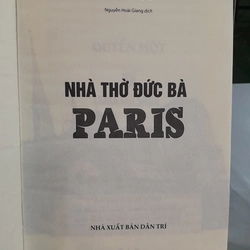 Nguyễn Hoài Giang dịch
NHÀ THỜ ĐỨC BÀ
PARIS
NHÀ XUẤT BẢN DÂN TRÍ